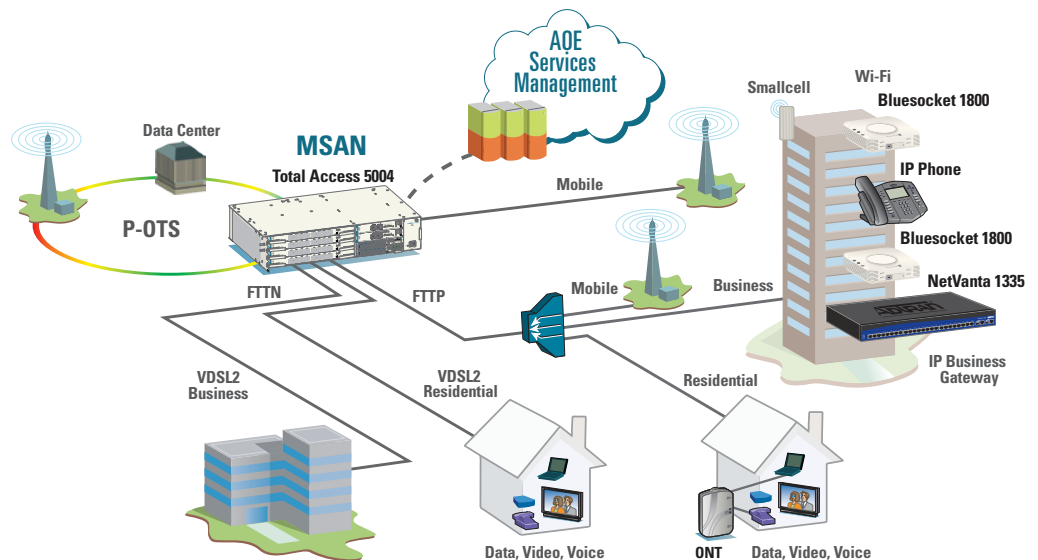 AOE
Services
Management
Smallcell
Wi-Fi
Bluesocket 1800
Data Center
MSAN
Total Access 5004
IP Phone
Mobile
P-OTS
Bluesocket 1800
FTTN
FTTP
Mobile
Business
NetVanta 1335
ADTRAN
IP Business
Gateway
VDSL2
Business
VDSL2
Residential
Residential
Data, Video, Voice
ONT
Data, Video, Voice